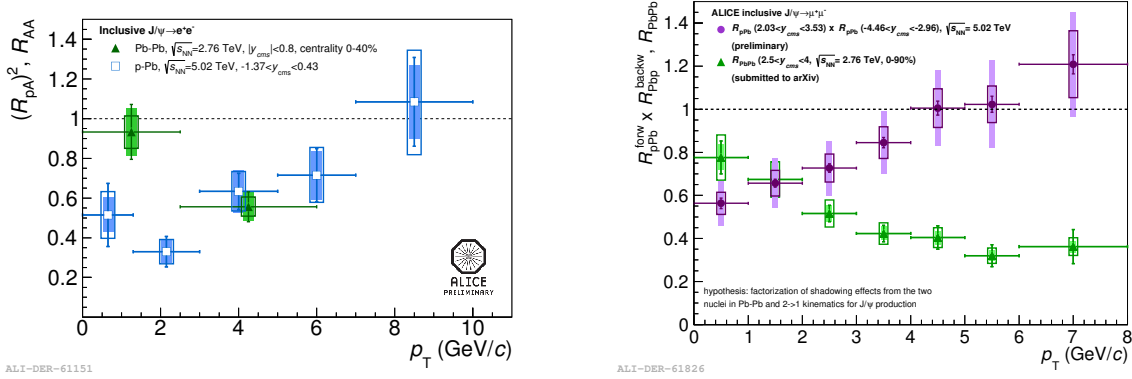 Inclusive J/ψ→e⁺e⁻
Pb-Pb, √sNN=2.76 TeV, |ycms|<0.8, centrality 0-40%
p-Pb, √sNN=5.02 TeV, -1.37<ycms<0.43
(RpA)², RAA
1.4
1.2
1
0.8
0.6
0.4
0.2
0 2 4 6 8 10
pT (GeV/c)
ALICE
PRELIMINARY
ALI-DER-61151
ALICE inclusive J/ψ→μ⁺μ⁻
RpPb (2.03<ycms<3.53) x RpPb (-4.46<ycms<-2.96), √sNN= 5.02 TeV
(preliminary)
RPbPb (2.5<ycms<4, √sNN= 2.76 TeV, 0-90%)
(submitted to arXiv)
RpPb^forw x RPbp^backw, RPbPb
1.4
1.2
1
0.8
0.6
0.4
0.2
0
hypothesis: factorization of shadowing effects from the two
nuclei in Pb-Pb and 2->1 kinematics for J/ψ production
0 1 2 3 4 5 6 7 8
pT (GeV/c)
ALI-DER-61826